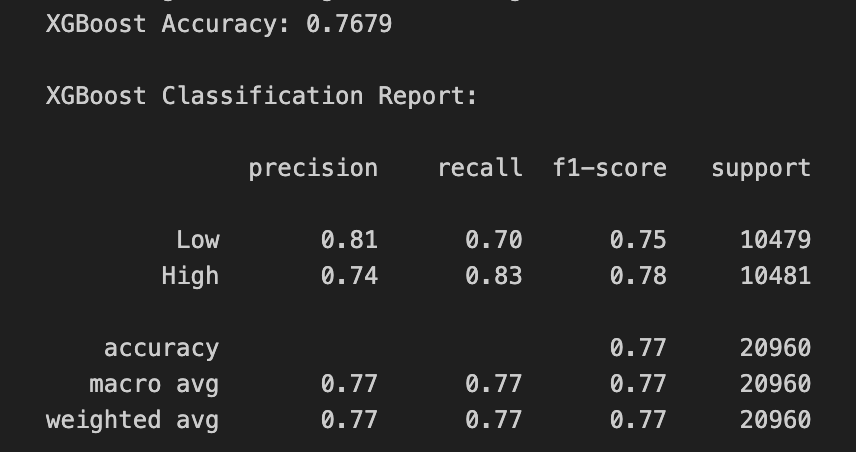 XGBoost Accuracy: 0.7679
XGBoost Classification Report:
precision recall f1-score support
Low 0.81 0.70 0.75 10479
High 0.74 0.83 0.78 10481
accuracy 0.77 20960
macro avg 0.77 0.77 0.77 20960
weighted avg 0.77 0.77 0.77 20960